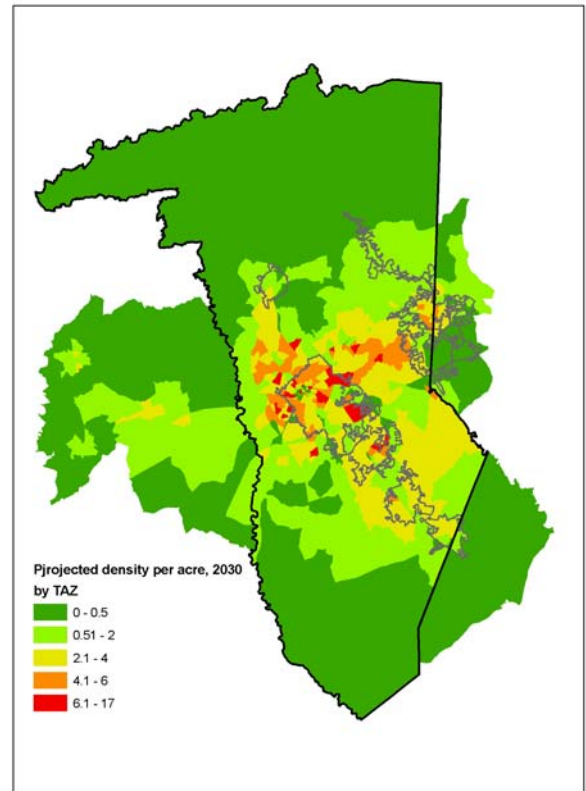 Pjrojected density per acre, 2030
by TAZ
0 - 0.5
0.51 - 2
2.1 - 4
4.1 - 6
6.1 - 17